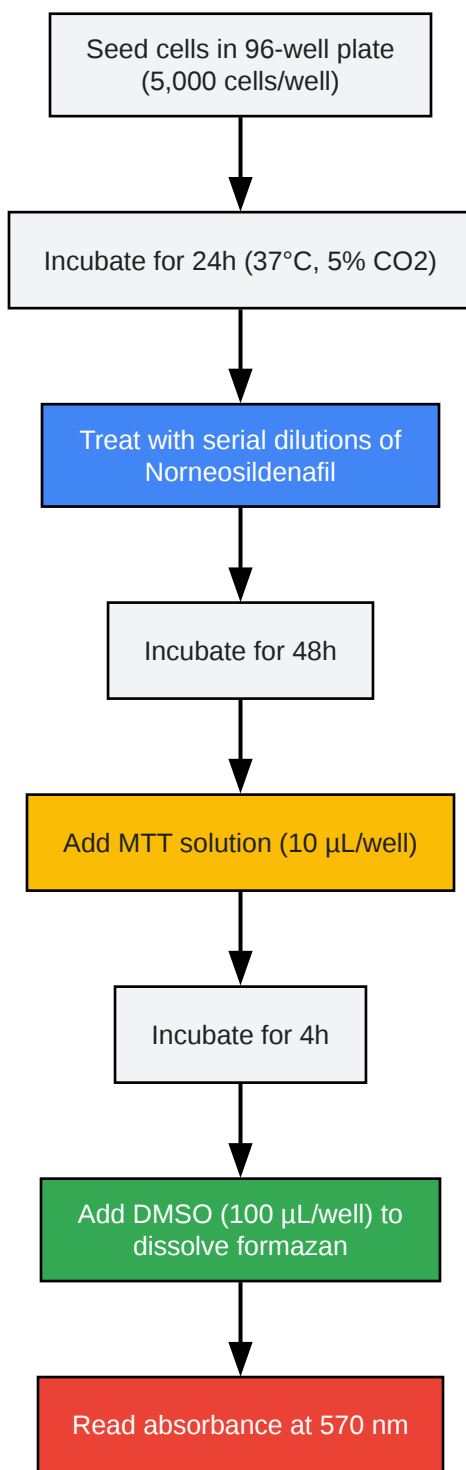 Seed cells in 96-well plate
(5,000 cells/well)
Incubate for 24h (37°C, 5% CO2)
Treat with serial dilutions of
Norneosildenafil
Incubate for 48h
Add MTT solution (10 µL/well)
Incubate for 4h
Add DMSO (100 µL/well) to
dissolve formazan
Read absorbance at 570 nm